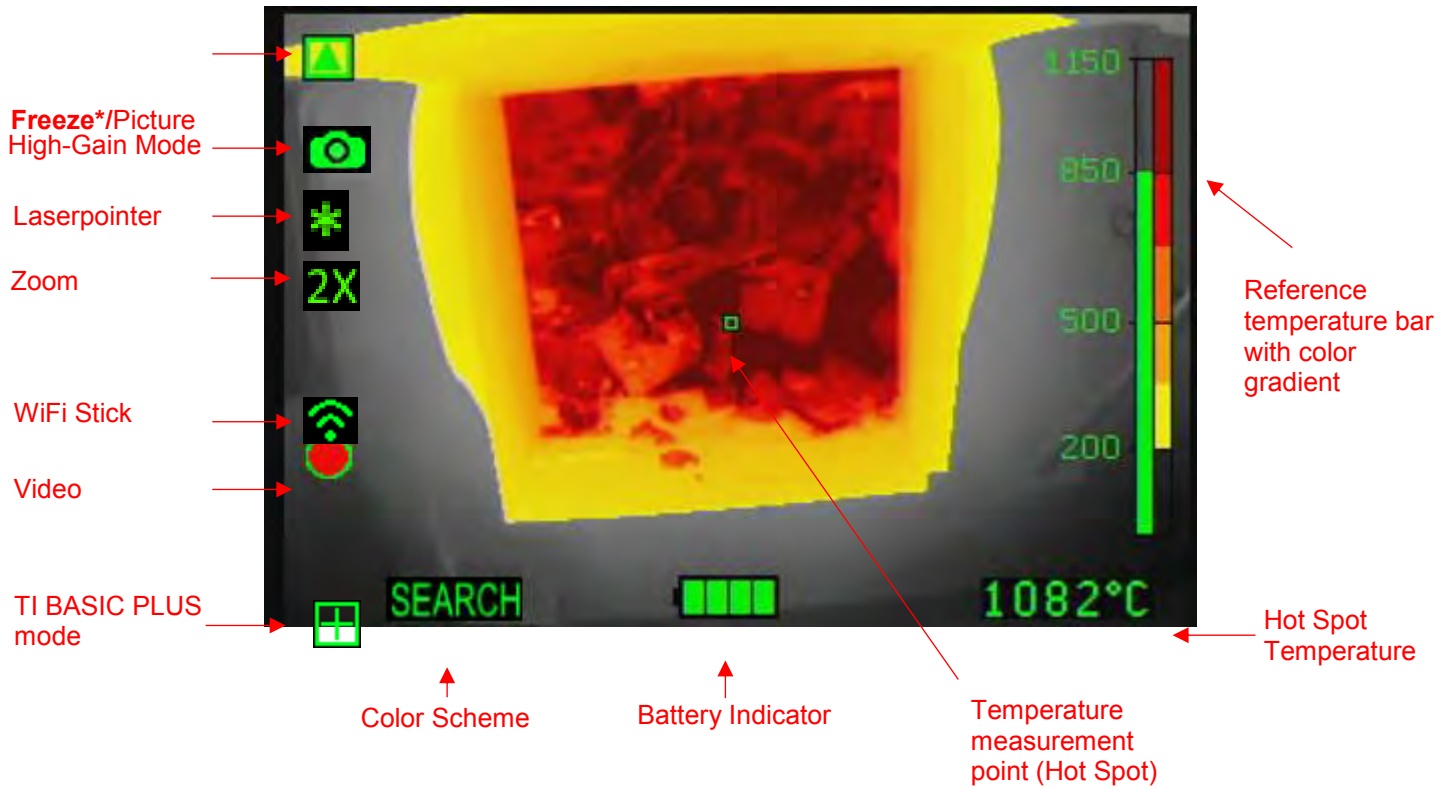 Freeze*/Picture
High-Gain Mode
Laserpointer
Zoom
2X
WiFi Stick
Video
TI BASIC PLUS
mode
SEARCH
Color Scheme
Battery Indicator
1150
850
500
200
1082°C
Reference
temperature bar
with color
gradient
Hot Spot
Temperature
Temperature
measurement
point (Hot Spot)